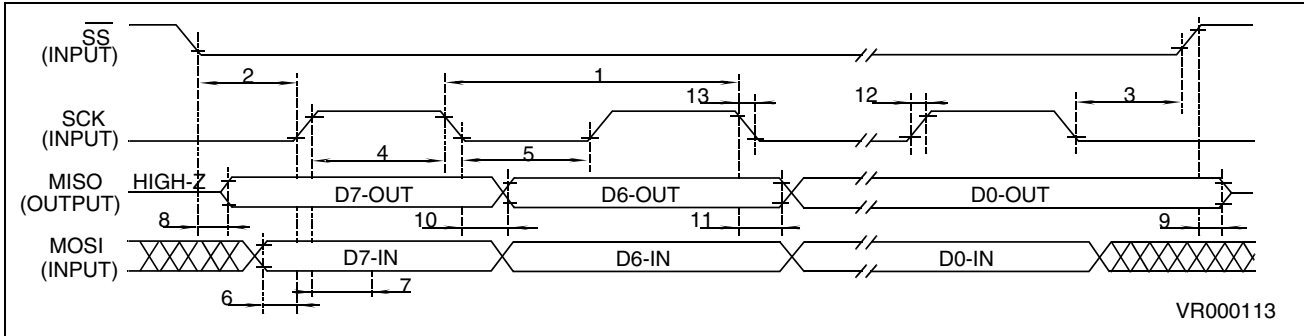 SS
(INPUT)
2
1
13
12
3
SCK
(INPUT)
4
5
MISO
(OUTPUT)
HIGH-Z
D7-OUT
D6-OUT
D0-OUT
8
10
11
9
MOSI
(INPUT)
D7-IN
D6-IN
D0-IN
6
7
VR000113